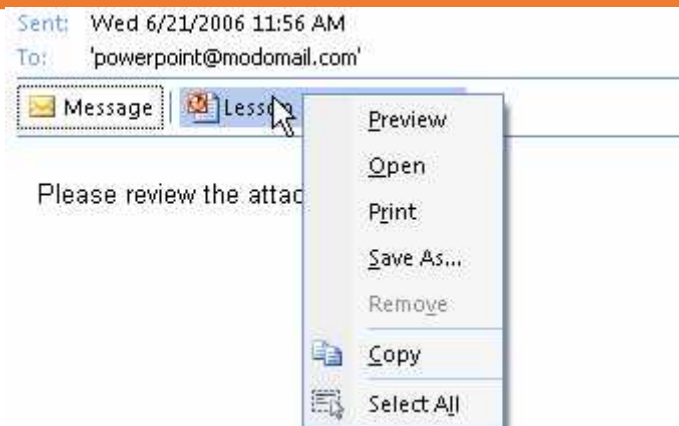 Sent: Wed 6/21/2006 11:56 AM
To: 'powerpoint@modomail.com'
Message
Preview
Open
Please review the
Print
Save As...
Remove
Copy
Select All